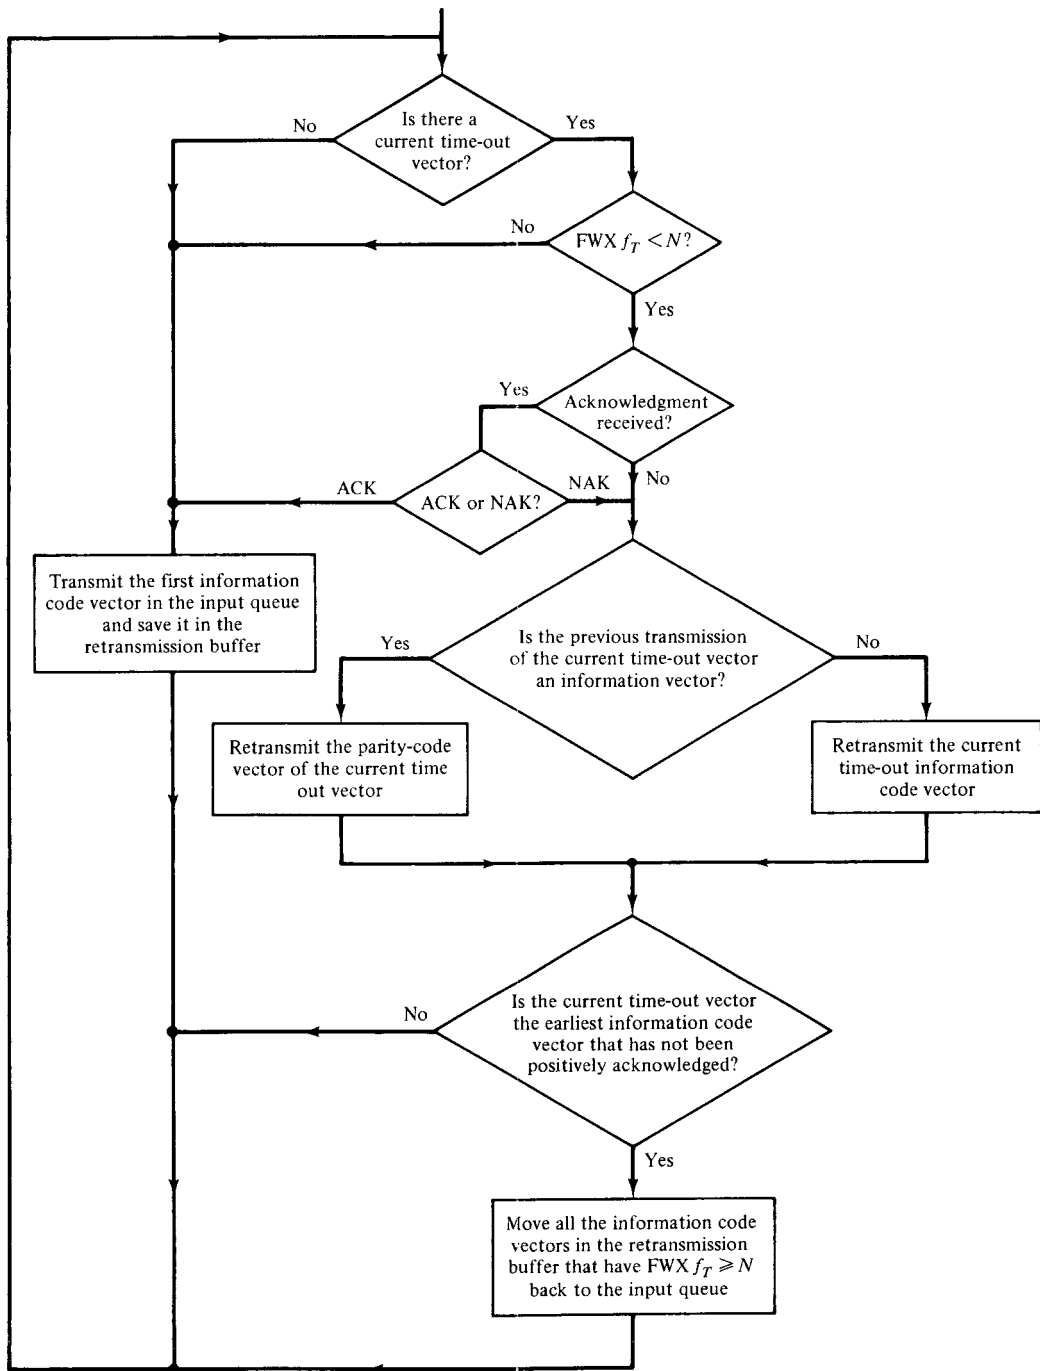 Is there a
current time-out
vector?
No
Yes
FWX f_T < N?
No
Yes
Acknowledgment
received?
Yes
No
ACK or NAK?
ACK
NAK
Transmit the first information
code vector in the input queue
and save it in the
retransmission buffer
Is the previous transmission
of the current time-out vector
an information vector?
Yes
No
Retransmit the parity-code
vector of the current time
out vector
Retransmit the current
time-out information
code vector
Is the current time-out vector
the earliest information code
vector that has not been
positively acknowledged?
No
Yes
Move all the information code
vectors in the retransmission
buffer that have FWX f_T ⩾ N
back to the input queue